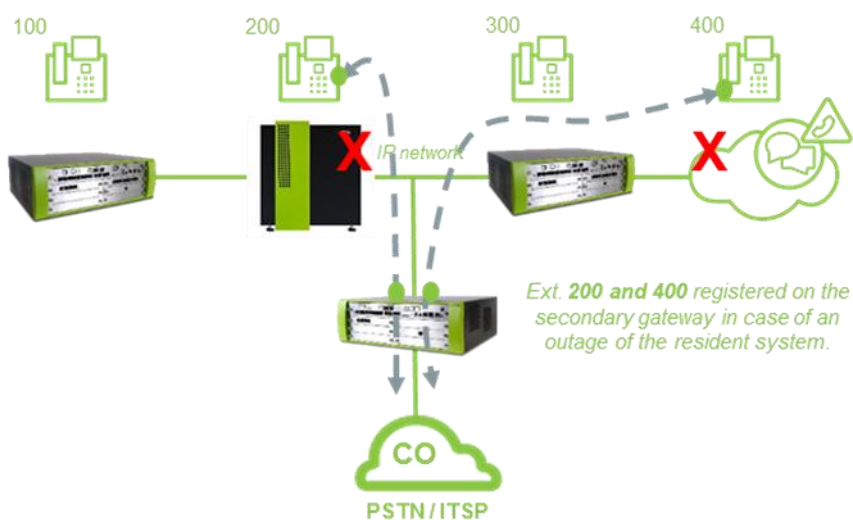 100
200
300
400
X
IP network
X
Ext. 200 and 400 registered on the
secondary gateway in case of an
outage of the resident system.
CO
PSTN / ITSP